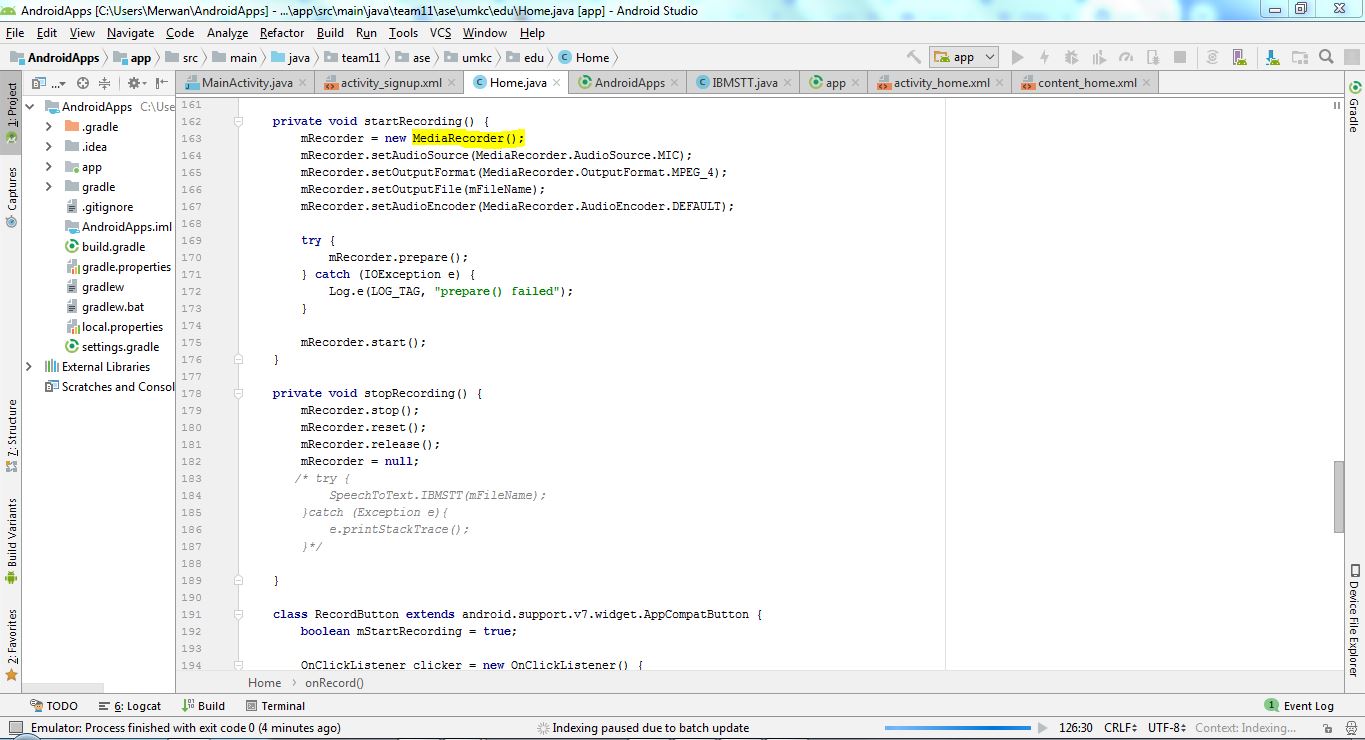 AndroidApps [C:\Users\Merwan\AndroidApps] - ...\app\src\main\java\team11\ase\umkc\edu\Home.java [app] - Android Studio
File Edit View Navigate Code Analyze Refactor Build Run Tools VCS Window Help
AndroidApps app src main java team11 ase umkc edu Home app
... MainActivity.java activity_signup.xml Home.java AndroidApps IBMSTT.java app activity_home.xml content_home.xml
1: Project
Captures
7: Structure
Build Variants
2: Favorites
AndroidApps C:\Use
.gradle
.idea
app
gradle
.gitignore
AndroidApps.iml
build.gradle
gradle.properties
gradlew
gradlew.bat
local.properties
settings.gradle
External Libraries
Scratches and Consol
161
162 private void startRecording() {
163 mRecorder = new MediaRecorder();
164 mRecorder.setAudioSource(MediaRecorder.AudioSource.MIC);
165 mRecorder.setOutputFormat(MediaRecorder.OutputFormat.MPEG_4);
166 mRecorder.setOutputFile(mFileName);
167 mRecorder.setAudioEncoder(MediaRecorder.AudioEncoder.DEFAULT);
168
169 try {
170 mRecorder.prepare();
171 } catch (IOException e) {
172 Log.e(LOG_TAG, "prepare() failed");
173 }
174
175 mRecorder.start();
176 }
177
178 private void stopRecording() {
179 mRecorder.stop();
180 mRecorder.reset();
181 mRecorder.release();
182 mRecorder = null;
183 /* try {
184 SpeechToText.IBMSTT(mFileName);
185 }catch (Exception e){
186 e.printStackTrace();
187 }*/
188
189 }
190
191 class RecordButton extends android.support.v7.widget.AppCompatButton {
192 boolean mStartRecording = true;
193
194 OnClickListener clicker = new OnClickListener() {
Home onRecord()
Gradle
Device File Explorer
TODO 6: Logcat Build Terminal 1 Event Log
Emulator: Process finished with exit code 0 (4 minutes ago) Indexing paused due to batch update 126:30 CRLF UTF-8 Context: Indexing...